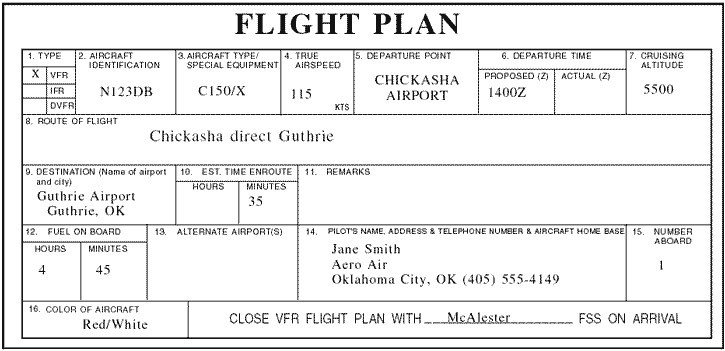 FLIGHT PLAN
1. TYPE
X VFR
IFR
DVFR
2. AIRCRAFT
IDENTIFICATION
N123DB
3. AIRCRAFT TYPE/
SPECIAL EQUIPMENT
C150/X
4. TRUE
AIRSPEED
115
KTS
5. DEPARTURE POINT
CHICKASHA
AIRPORT
6. DEPARTURE TIME
PROPOSED (Z) ACTUAL (Z)
1400Z
7. CRUISING
ALTITUDE
5500
8. ROUTE OF FLIGHT
Chickasha direct Guthrie
9. DESTINATION (Name of airport
and city)
Guthrie Airport
Guthrie, OK
10. EST. TIME ENROUTE
HOURS MINUTES
35
11. REMARKS
12. FUEL ON BOARD
HOURS MINUTES
4 45
13. ALTERNATE AIRPORT(S)
14. PILOT'S NAME, ADDRESS & TELEPHONE NUMBER & AIRCRAFT HOME BASE
Jane Smith
Aero Air
Oklahoma City, OK (405) 555-4149
15. NUMBER
ABOARD
1
16. COLOR OF AIRCRAFT
Red/White
CLOSE VFR FLIGHT PLAN WITH McAlester FSS ON ARRIVAL